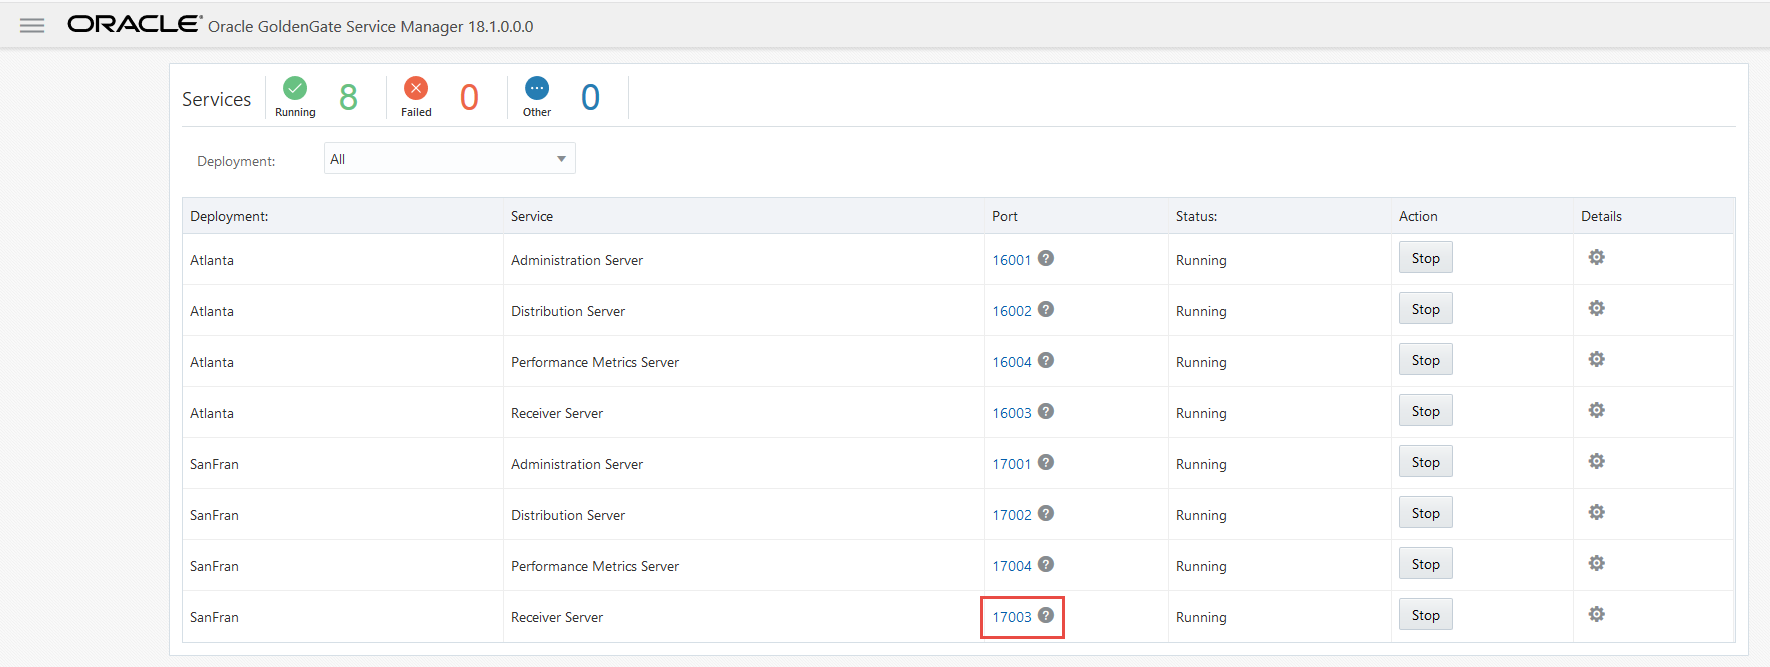 ORACLE® Oracle GoldenGate Service Manager 18.1.0.0.0
Services Running 8 Failed 0 Other 0
Deployment: All
Deployment: Service Port Status: Action Details
Atlanta Administration Server 16001 ? Running Stop
Atlanta Distribution Server 16002 ? Running Stop
Atlanta Performance Metrics Server 16004 ? Running Stop
Atlanta Receiver Server 16003 ? Running Stop
SanFran Administration Server 17001 ? Running Stop
SanFran Distribution Server 17002 ? Running Stop
SanFran Performance Metrics Server 17004 ? Running Stop
SanFran Receiver Server 17003 ? Running Stop